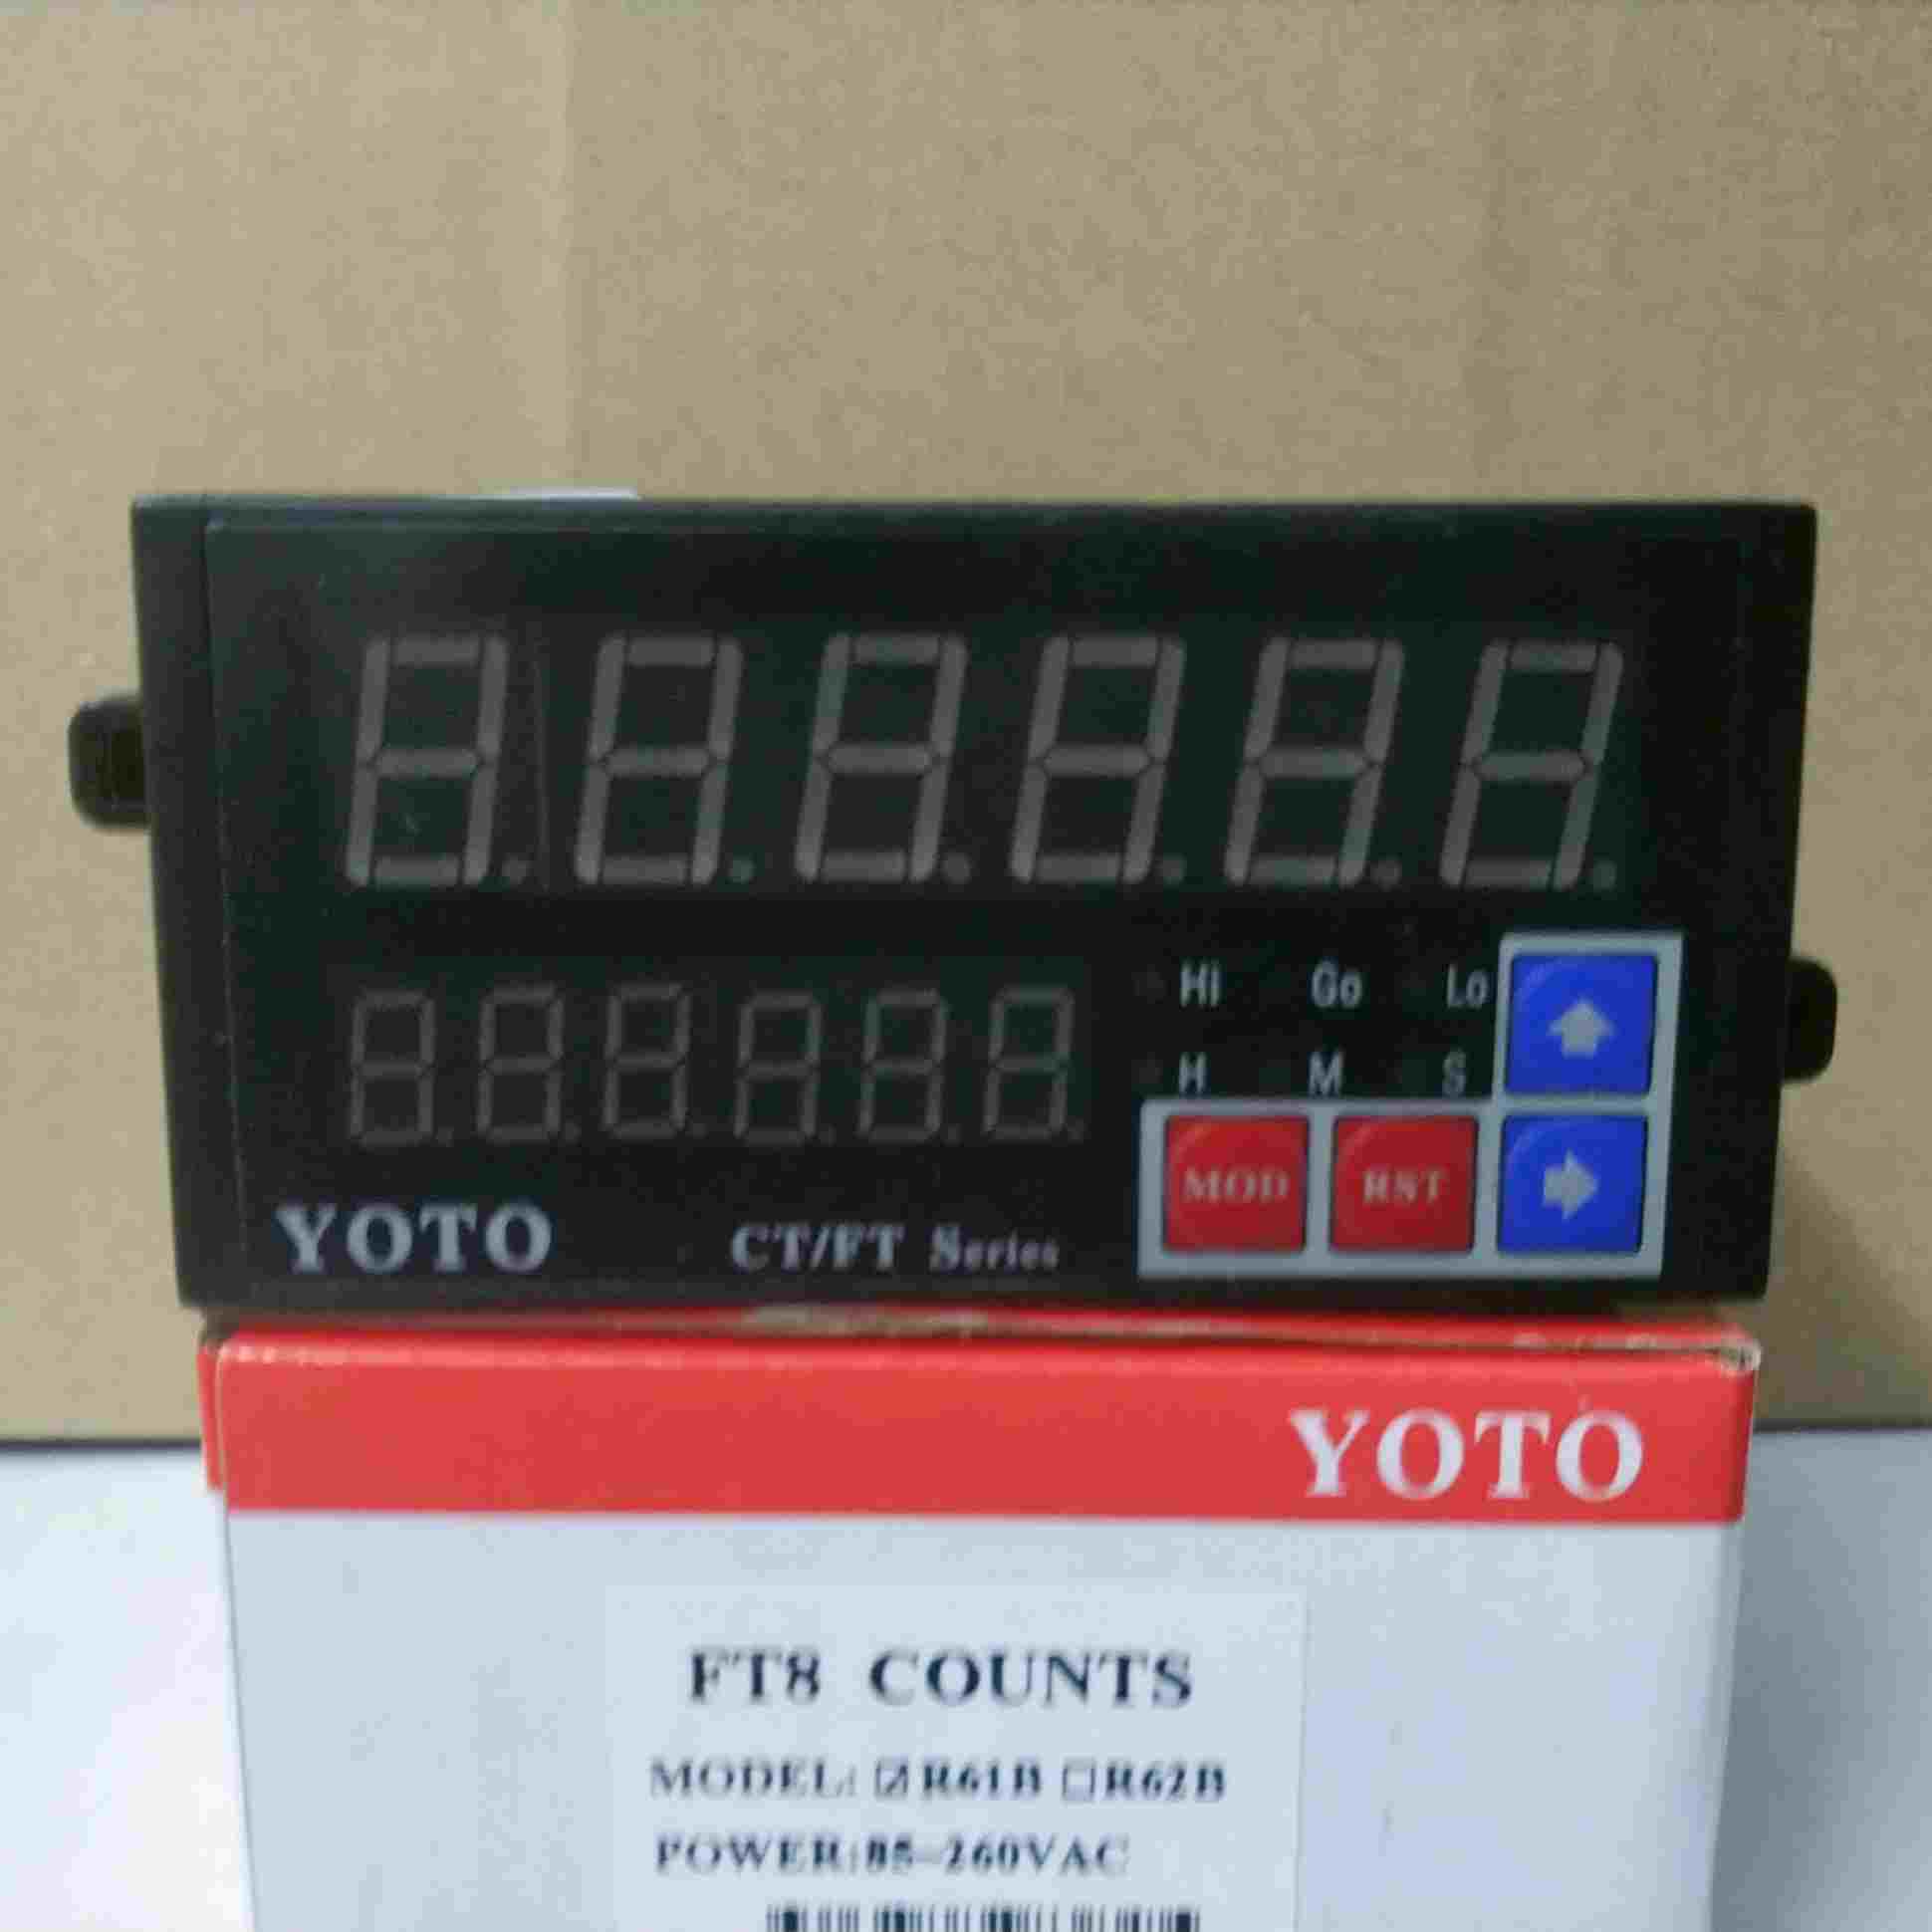 Hi Go Lo
H M S
MOD RST
YOTO CT/FT Series
YOTO
FT8 COUNTS
MODEL: ☑R61B ☐R62B
POWER:85-260VAC